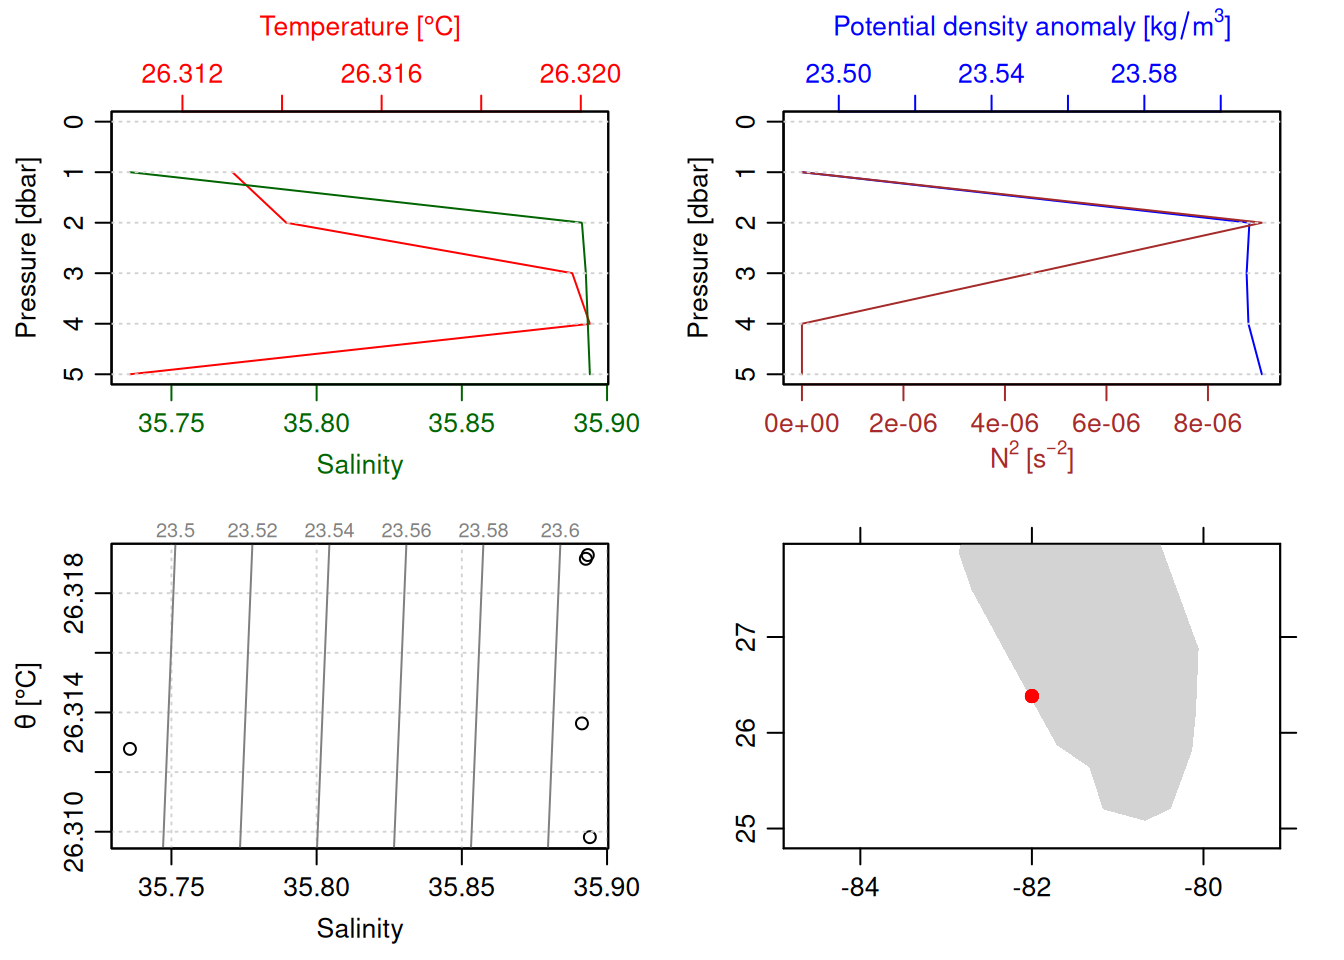 Temperature [°C]
26.312 26.316 26.320
Pressure [dbar]
0 1 2 3 4 5
35.75 35.80 35.85 35.90
Salinity
Potential density anomaly [kg/m³]
23.50 23.54 23.58
Pressure [dbar]
0 1 2 3 4 5
0e+00 2e-06 4e-06 6e-06 8e-06
N² [s⁻²]
23.5 23.52 23.54 23.56 23.58 23.6
θ [°C]
26.310 26.314 26.318
35.75 35.80 35.85 35.90
Salinity
25 26 27
-84 -82 -80